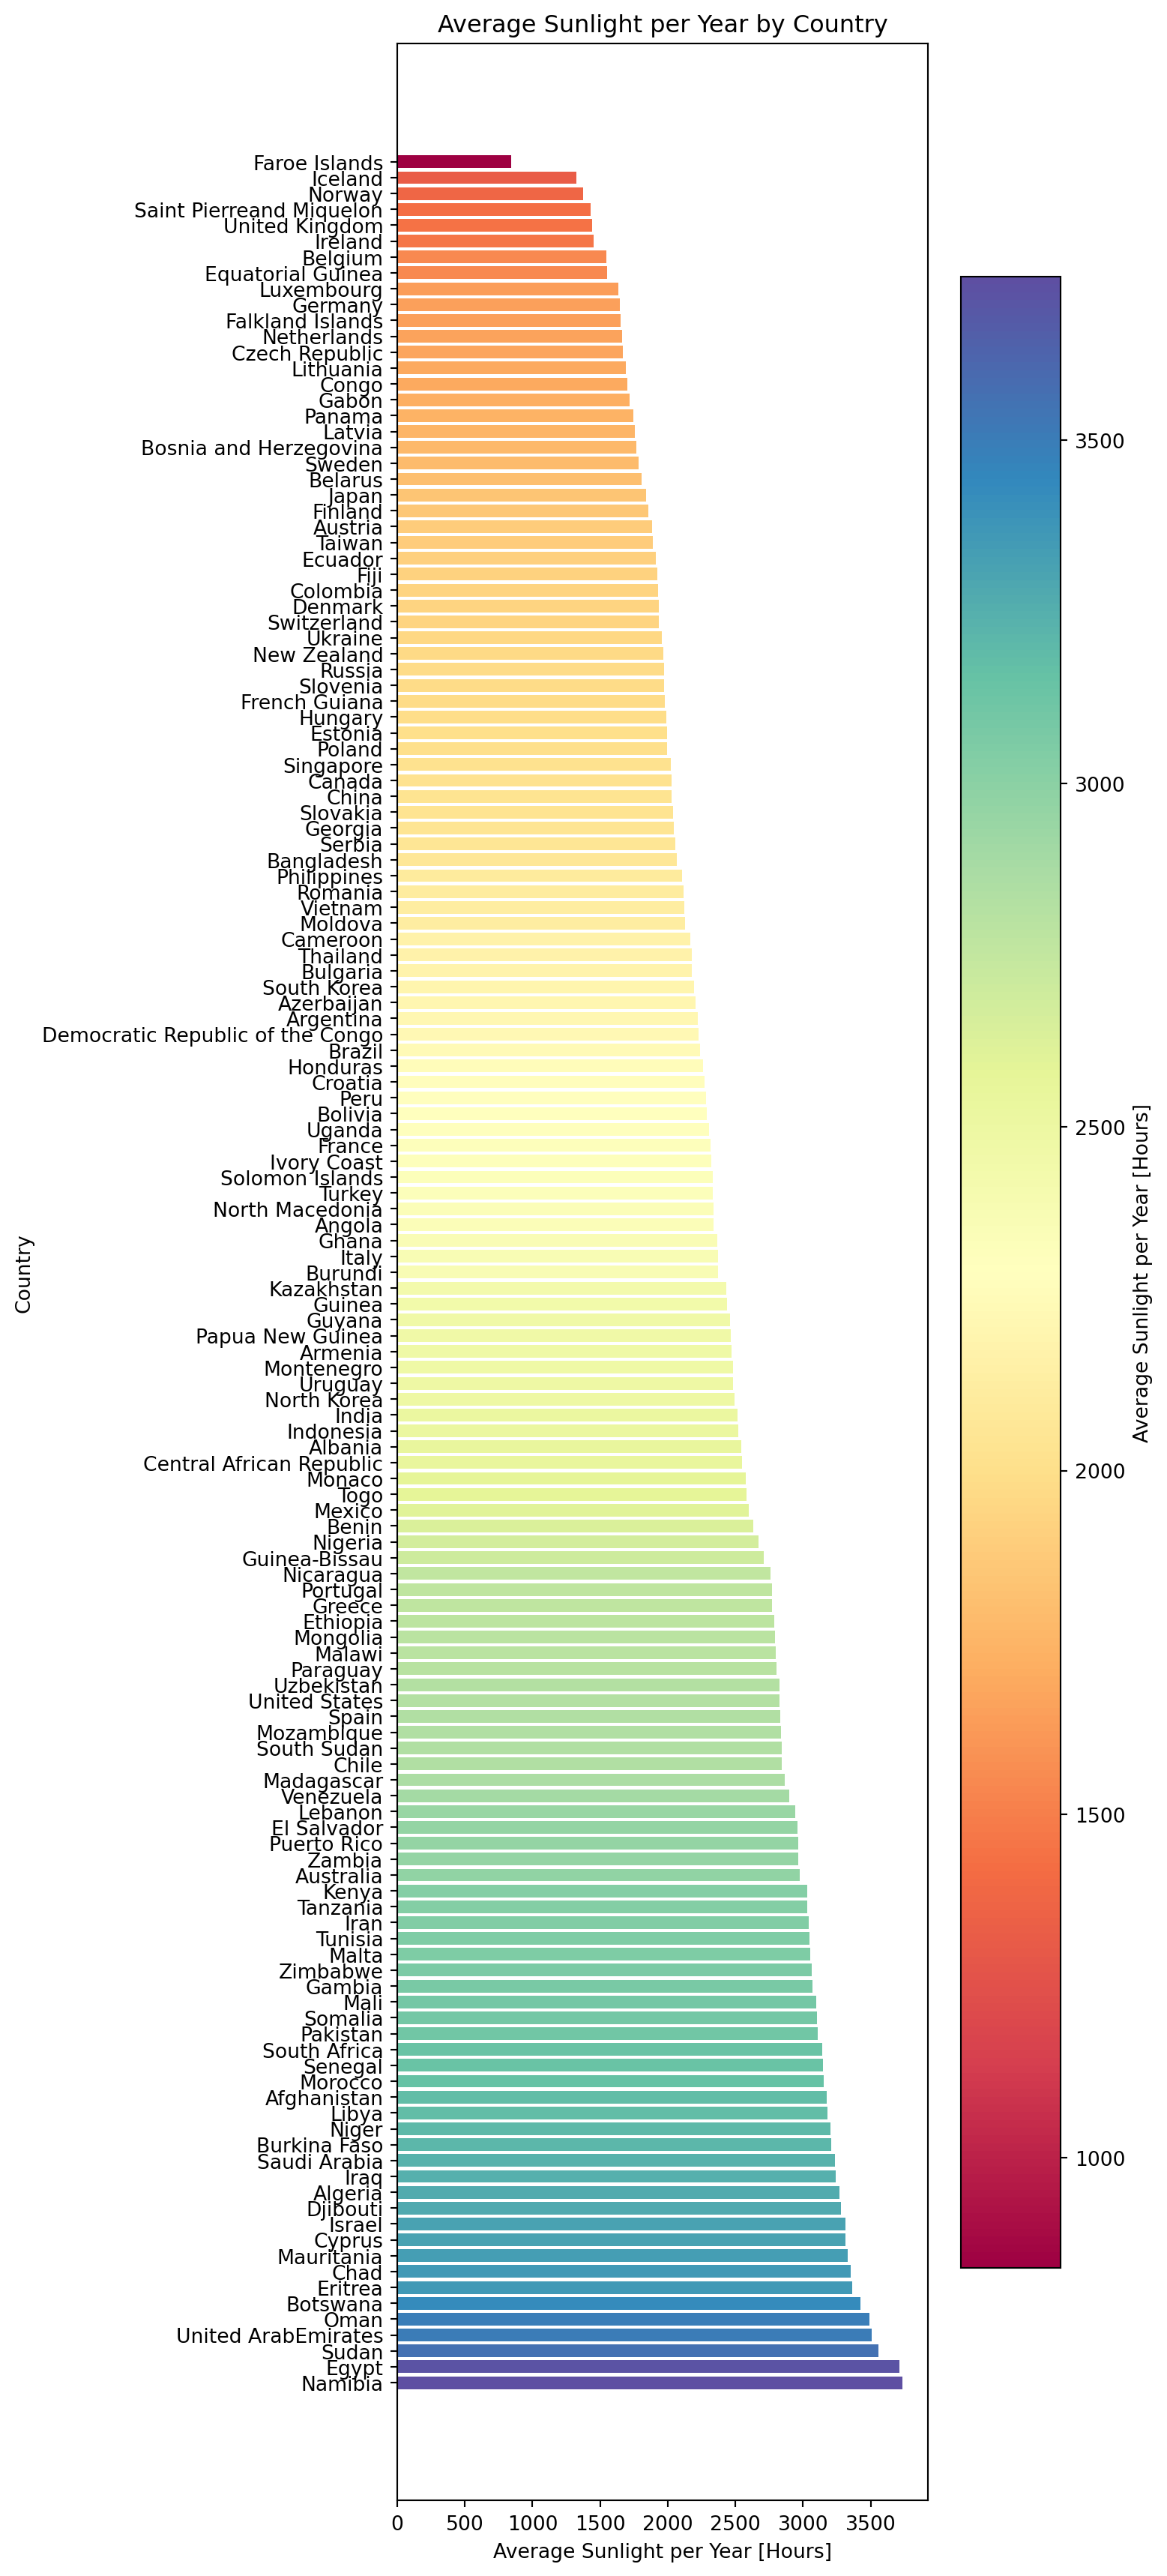 Average Sunlight per Year by Country
Faroe Islands
Iceland
Norway
Saint Pierreand Miquelon
United Kingdom
Ireland
Belgium
Equatorial Guinea
Luxembourg
Germany
Falkland Islands
Netherlands
Czech Republic
Lithuania
Congo
Gabon
Panama
Latvia
Bosnia and Herzegovina
Sweden
Belarus
Japan
Finland
Austria
Taiwan
Ecuador
Fiji
Colombia
Denmark
Switzerland
Ukraine
New Zealand
Russia
Slovenia
French Guiana
Hungary
Estonia
Poland
Singapore
Canada
China
Slovakia
Georgia
Serbia
Bangladesh
Philippines
Romania
Vietnam
Moldova
Cameroon
Thailand
Bulgaria
South Korea
Azerbaijan
Argentina
Democratic Republic of the Congo
Brazil
Honduras
Croatia
Peru
Bolivia
Uganda
France
Ivory Coast
Solomon Islands
Turkey
North Macedonia
Angola
Ghana
Italy
Burundi
Kazakhstan
Guinea
Guyana
Papua New Guinea
Armenia
Montenegro
Uruguay
North Korea
India
Indonesia
Albania
Central African Republic
Monaco
Togo
Mexico
Benin
Nigeria
Guinea-Bissau
Nicaragua
Portugal
Greece
Ethiopia
Mongolia
Malawi
Paraguay
Uzbekistan
United States
Spain
Mozambique
South Sudan
Chile
Madagascar
Venezuela
Lebanon
El Salvador
Puerto Rico
Zambia
Australia
Kenya
Tanzania
Iran
Tunisia
Malta
Zimbabwe
Gambia
Mali
Somalia
Pakistan
South Africa
Senegal
Morocco
Afghanistan
Libya
Niger
Burkina Faso
Saudi Arabia
Iraq
Algeria
Djibouti
Israel
Cyprus
Mauritania
Chad
Eritrea
Botswana
Oman
United ArabEmirates
Sudan
Egypt
Namibia
Country
0 500 1000 1500 2000 2500 3000 3500
Average Sunlight per Year [Hours]
3500
3000
2500
2000
1500
1000
Average Sunlight per Year [Hours]